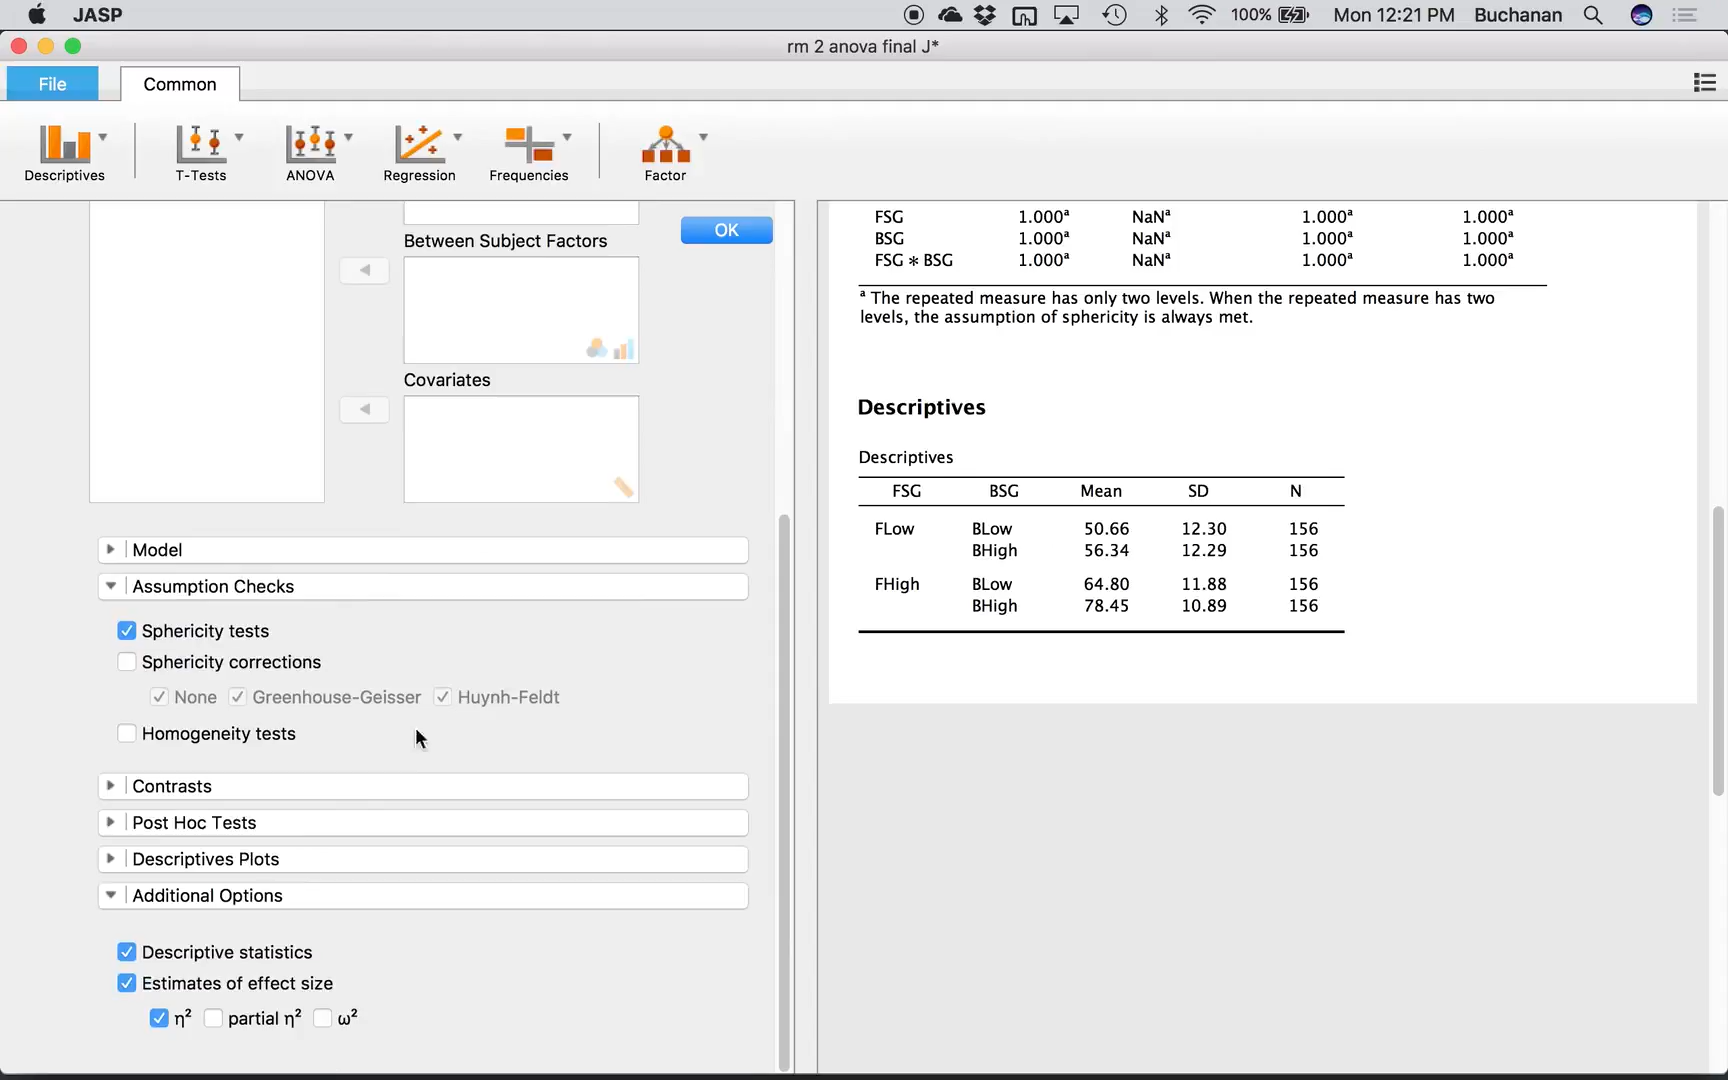 JASP
100%
Mon 12:21 PM
Buchanan
rm 2 anova final J*
File
Common
Descriptives
T-Tests
ANOVA
Regression
Frequencies
Factor
OK
Between Subject Factors
Covariates
Model
Assumption Checks
Sphericity tests
Sphericity corrections
None Greenhouse-Geisser Huynh-Feldt
Homogeneity tests
Contrasts
Post Hoc Tests
Descriptives Plots
Additional Options
Descriptive statistics
Estimates of effect size
η² partial η² ω²
FSG 1.000ᵃ NaNᵃ 1.000ᵃ 1.000ᵃ
BSG 1.000ᵃ NaNᵃ 1.000ᵃ 1.000ᵃ
FSG ∗ BSG 1.000ᵃ NaNᵃ 1.000ᵃ 1.000ᵃ
ᵃ The repeated measure has only two levels. When the repeated measure has two
levels, the assumption of sphericity is always met.
Descriptives
Descriptives
FSG BSG Mean SD N
FLow BLow 50.66 12.30 156
BHigh 56.34 12.29 156
FHigh BLow 64.80 11.88 156
BHigh 78.45 10.89 156